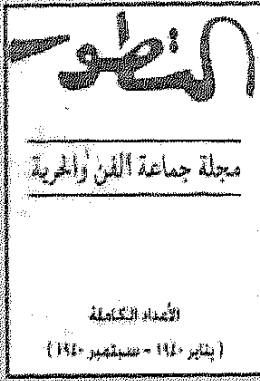 التطور
مجلة جماعة الفن والحرية
الأعداد الكاملة
( يناير ١٩٤٠ - سبتمبر ١٩٤٠ )